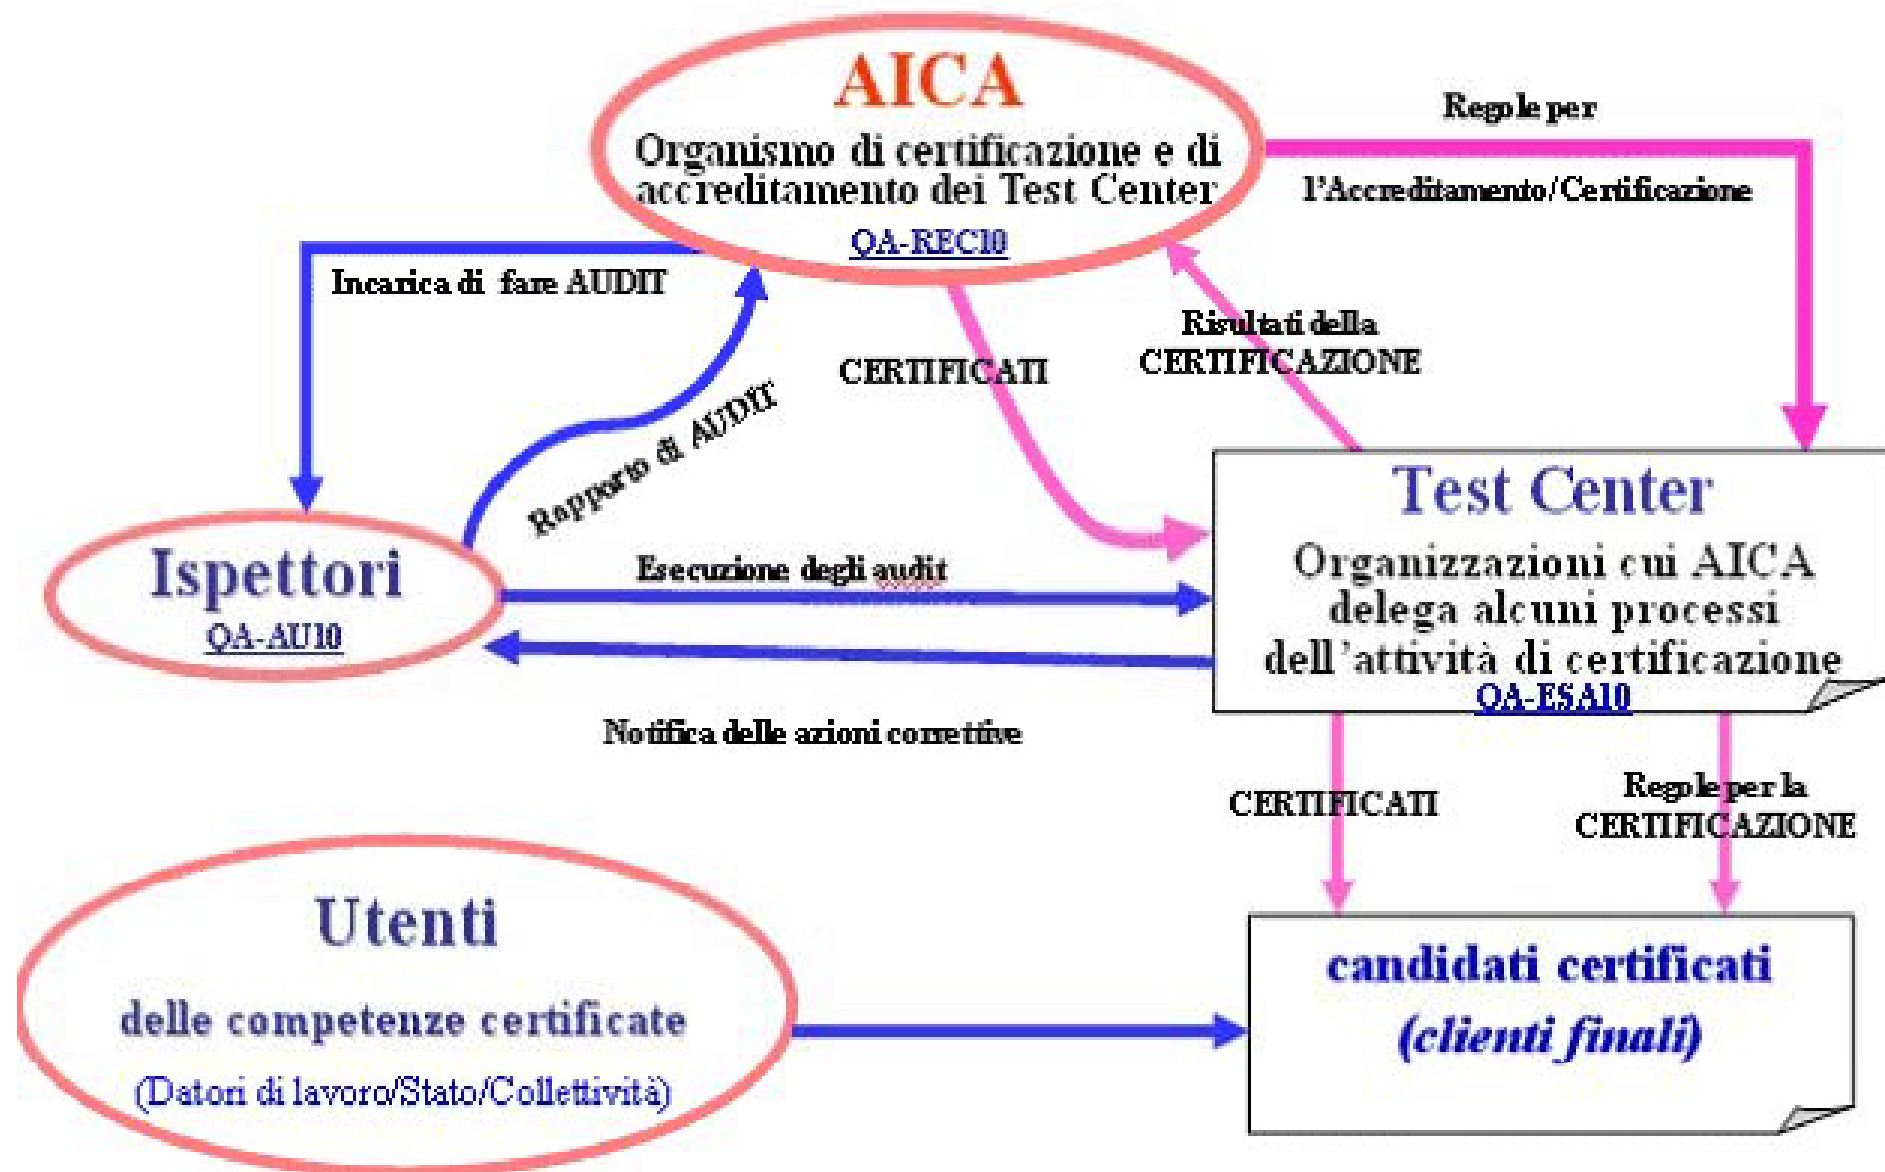 AICA
Organismo di certificazione e di
accreditamento dei Test Center
QA-REC10
Regole per
l'Accreditamento/Certificazione
Incarica di fare AUDIT
Rapporto di AUDIT
CERTIFICATI
Risultati della
CERTIFICAZIONE
Ispettori
QA-AU10
Esecuzione degli audit
Notifica delle azioni correttive
Test Center
Organizzazioni cui AICA
delega alcuni processi
dell'attività di certificazione
QA-ESA10
CERTIFICATI
Regole per la
CERTIFICAZIONE
Utenti
delle competenze certificate
(Datori di lavoro/Stato/Collettività)
candidati certificati
(clienti finali)